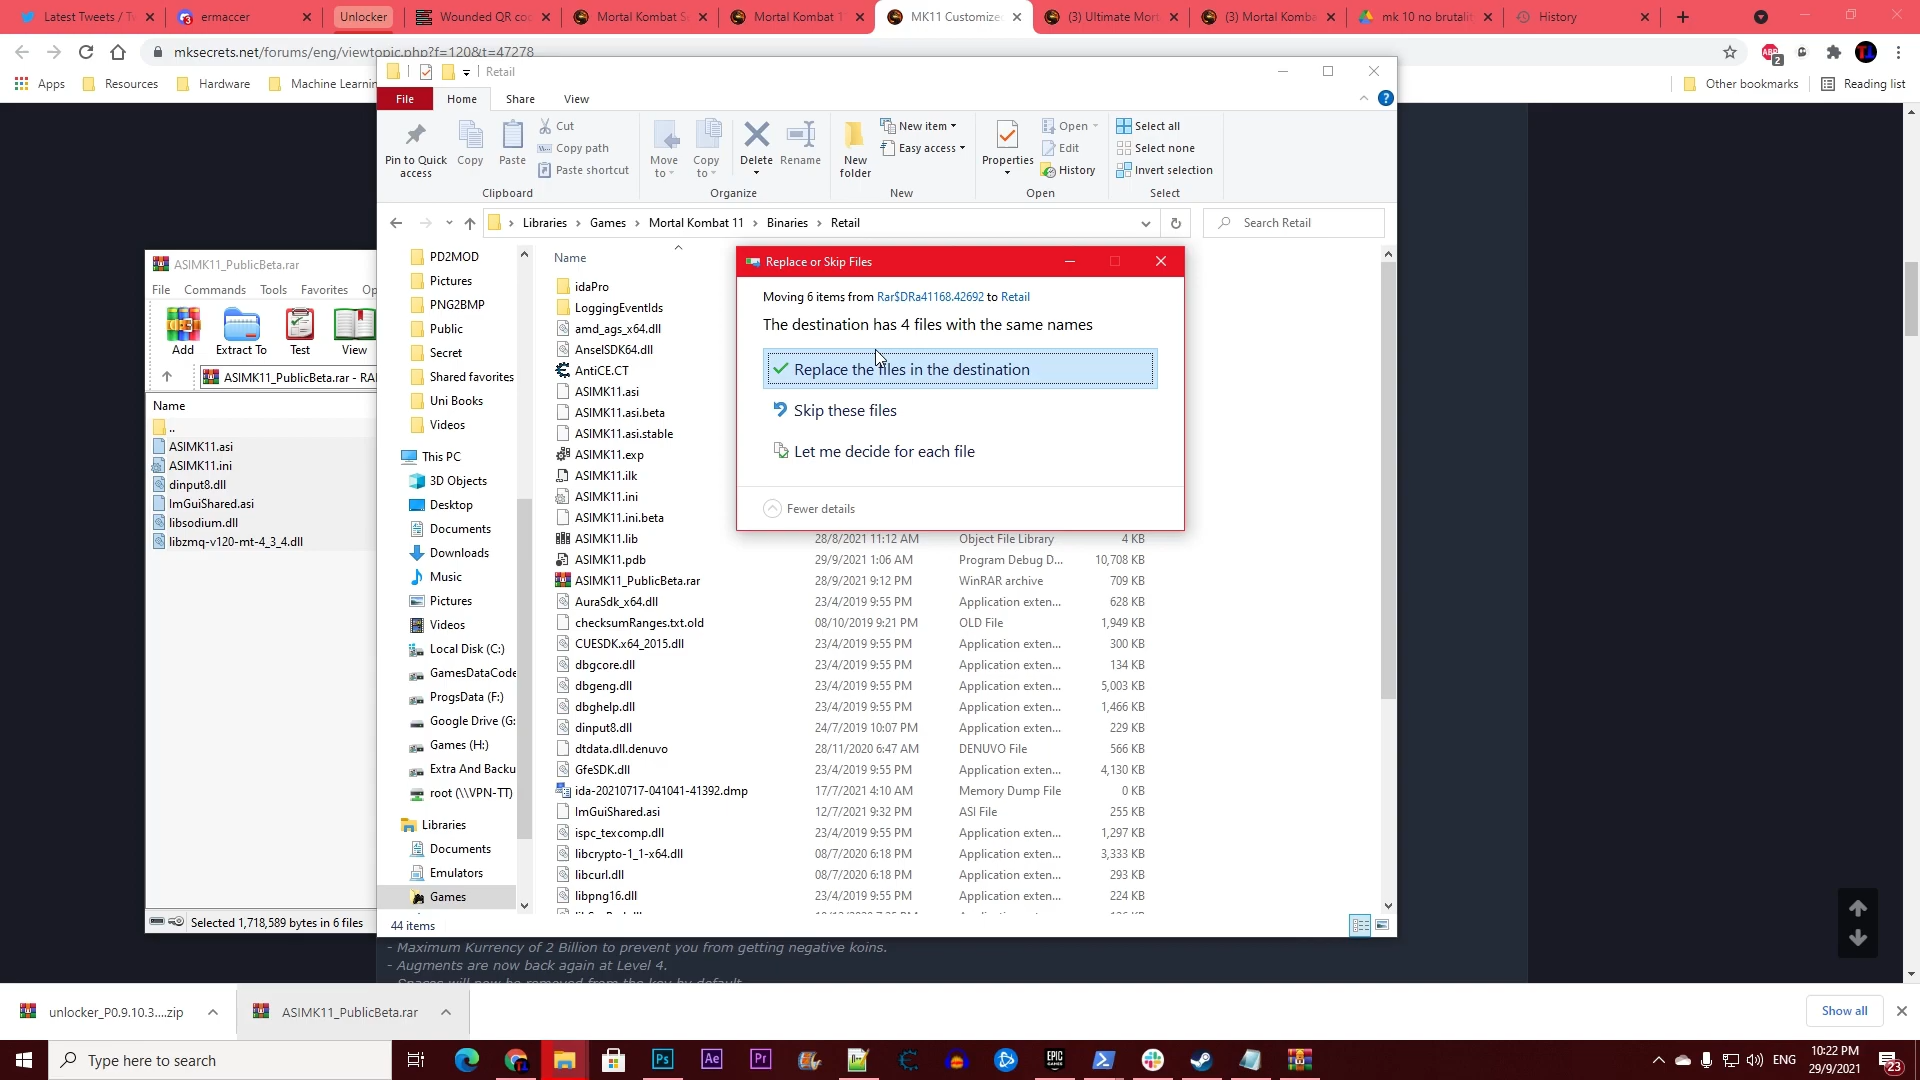 Latest Tweets / Tw
ermaccer
Unlocker
Wounded QR co
Mortal Kombat S
Mortal Kombat 1
MK11 Customize
(3) Ultimate Mort
(3) Mortal Komba
mk 10 no brutalit
History
mksecrets.net/forums/eng/viewtopic.php?f=120&t=47278
Apps
Resources
Hardware
Machine Learnin
Other bookmarks
Reading list
Retail
File
Home
Share
View
Pin to Quick access
Copy
Paste
Cut
Copy path
Paste shortcut
Clipboard
Move to
Copy to
Delete
Rename
Organize
New folder
New item
Easy access
New
Properties
Open
Edit
History
Open
Select all
Select none
Invert selection
Select
Libraries
Games
Mortal Kombat 11
Binaries
Retail
Search Retail
ASIMK11_PublicBeta.rar
File
Commands
Tools
Favorites
Op
Add
Extract To
Test
View
ASIMK11_PublicBeta.rar - RA
Name
..
ASIMK11.asi
ASIMK11.ini
dinput8.dll
ImGuiShared.asi
libsodium.dll
libzmq-v120-mt-4_3_4.dll
Selected 1,718,589 bytes in 6 files
PD2MOD
Pictures
PNG2BMP
Public
Secret
Shared favorites
Uni Books
Videos
This PC
3D Objects
Desktop
Documents
Downloads
Music
Pictures
Videos
Local Disk (C:)
GamesDataCode
ProgsData (F:)
Google Drive (G:
Games (H:)
Extra And Backu
root (\\VPN-TT)
Libraries
Documents
Emulators
Games
Name
idaPro
LoggingEventIds
amd_ags_x64.dll
AnselSDK64.dll
AntiCE.CT
ASIMK11.asi
ASIMK11.asi.beta
ASIMK11.asi.stable
ASIMK11.exp
ASIMK11.ilk
ASIMK11.ini
ASIMK11.ini.beta
ASIMK11.lib 28/8/2021 11:12 AM Object File Library 4 KB
ASIMK11.pdb 29/9/2021 1:06 AM Program Debug D... 10,708 KB
ASIMK11_PublicBeta.rar 28/9/2021 9:12 PM WinRAR archive 709 KB
AuraSdk_x64.dll 23/4/2019 9:55 PM Application exten... 628 KB
checksumRanges.txt.old 08/10/2019 9:21 PM OLD File 1,949 KB
CUESDK.x64_2015.dll 23/4/2019 9:55 PM Application exten... 300 KB
dbgcore.dll 23/4/2019 9:55 PM Application exten... 134 KB
dbgeng.dll 23/4/2019 9:55 PM Application exten... 5,003 KB
dbghelp.dll 23/4/2019 9:55 PM Application exten... 1,466 KB
dinput8.dll 24/7/2019 10:07 PM Application exten... 229 KB
dtdata.dll.denuvo 28/11/2020 6:47 AM DENUVO File 566 KB
GfeSDK.dll 23/4/2019 9:55 PM Application exten... 4,130 KB
ida-20210717-041041-41392.dmp 17/7/2021 4:10 AM Memory Dump File 0 KB
ImGuiShared.asi 12/7/2021 9:32 PM ASI File 255 KB
ispc_texcomp.dll 23/4/2019 9:55 PM Application exten... 1,297 KB
libcrypto-1_1-x64.dll 08/7/2020 6:18 PM Application exten... 3,333 KB
libcurl.dll 08/7/2020 6:18 PM Application exten... 293 KB
libpng16.dll 23/4/2019 9:55 PM Application exten... 224 KB
44 items
Replace or Skip Files
Moving 6 items from Rar$DRa41168.42692 to Retail
The destination has 4 files with the same names
Replace the files in the destination
Skip these files
Let me decide for each file
Fewer details
- Maximum Kurrency of 2 Billion to prevent you from getting negative koins.
- Augments are now back again at Level 4.
- Spaces will now be removed from the key by default
unlocker_P0.9.10.3....zip
ASIMK11_PublicBeta.rar
Show all
Type here to search
ENG
10:22 PM
29/9/2021
23